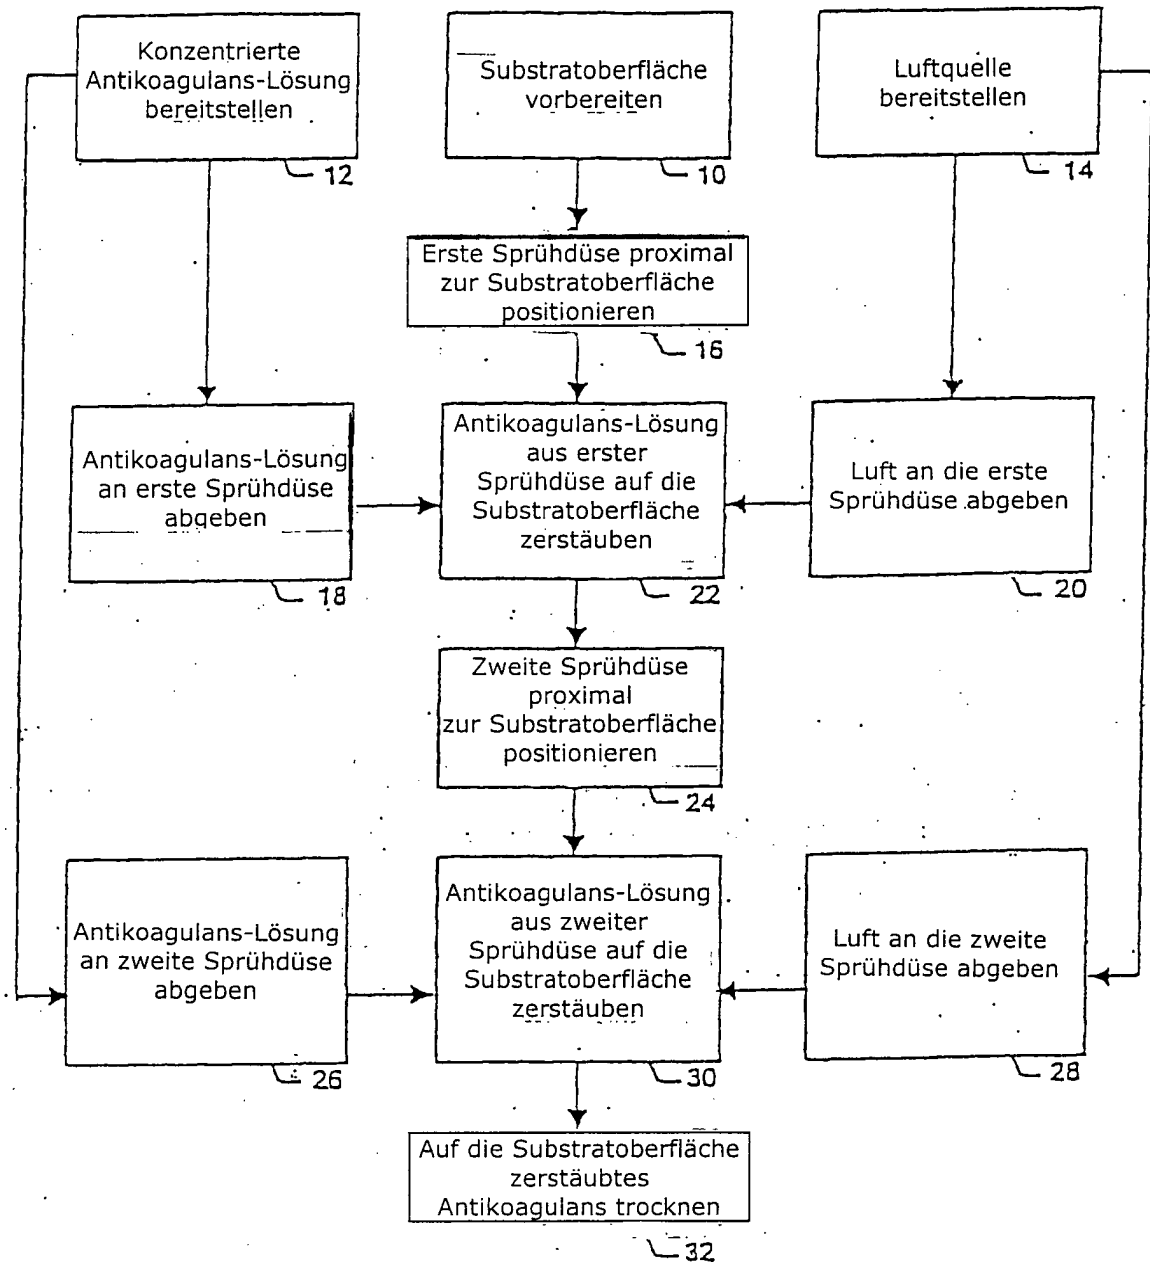 Konzentrierte
Antikoagulans-Lösung
bereitstellen
12
Substratoberfläche
vorbereiten
10
Luftquelle
bereitstellen
14
Erste Sprühdüse proximal
zur Substratoberfläche
positionieren
16
Antikoagulans-Lösung
an erste Sprühdüse
abgeben
18
Antikoagulans-Lösung
aus erster
Sprühdüse auf die
Substratoberfläche
zerstäuben
22
Luft an die erste
Sprühdüse abgeben
20
Zweite Sprühdüse
proximal
zur Substratoberfläche
positionieren
24
Antikoagulans-Lösung
an zweite Sprühdüse
abgeben
26
Antikoagulans-Lösung
aus zweiter
Sprühdüse auf die
Substratoberfläche
zerstäuben
30
Luft an die zweite
Sprühdüse abgeben
28
Auf die Substratoberfläche
zerstäubtes
Antikoagulans trocknen
32